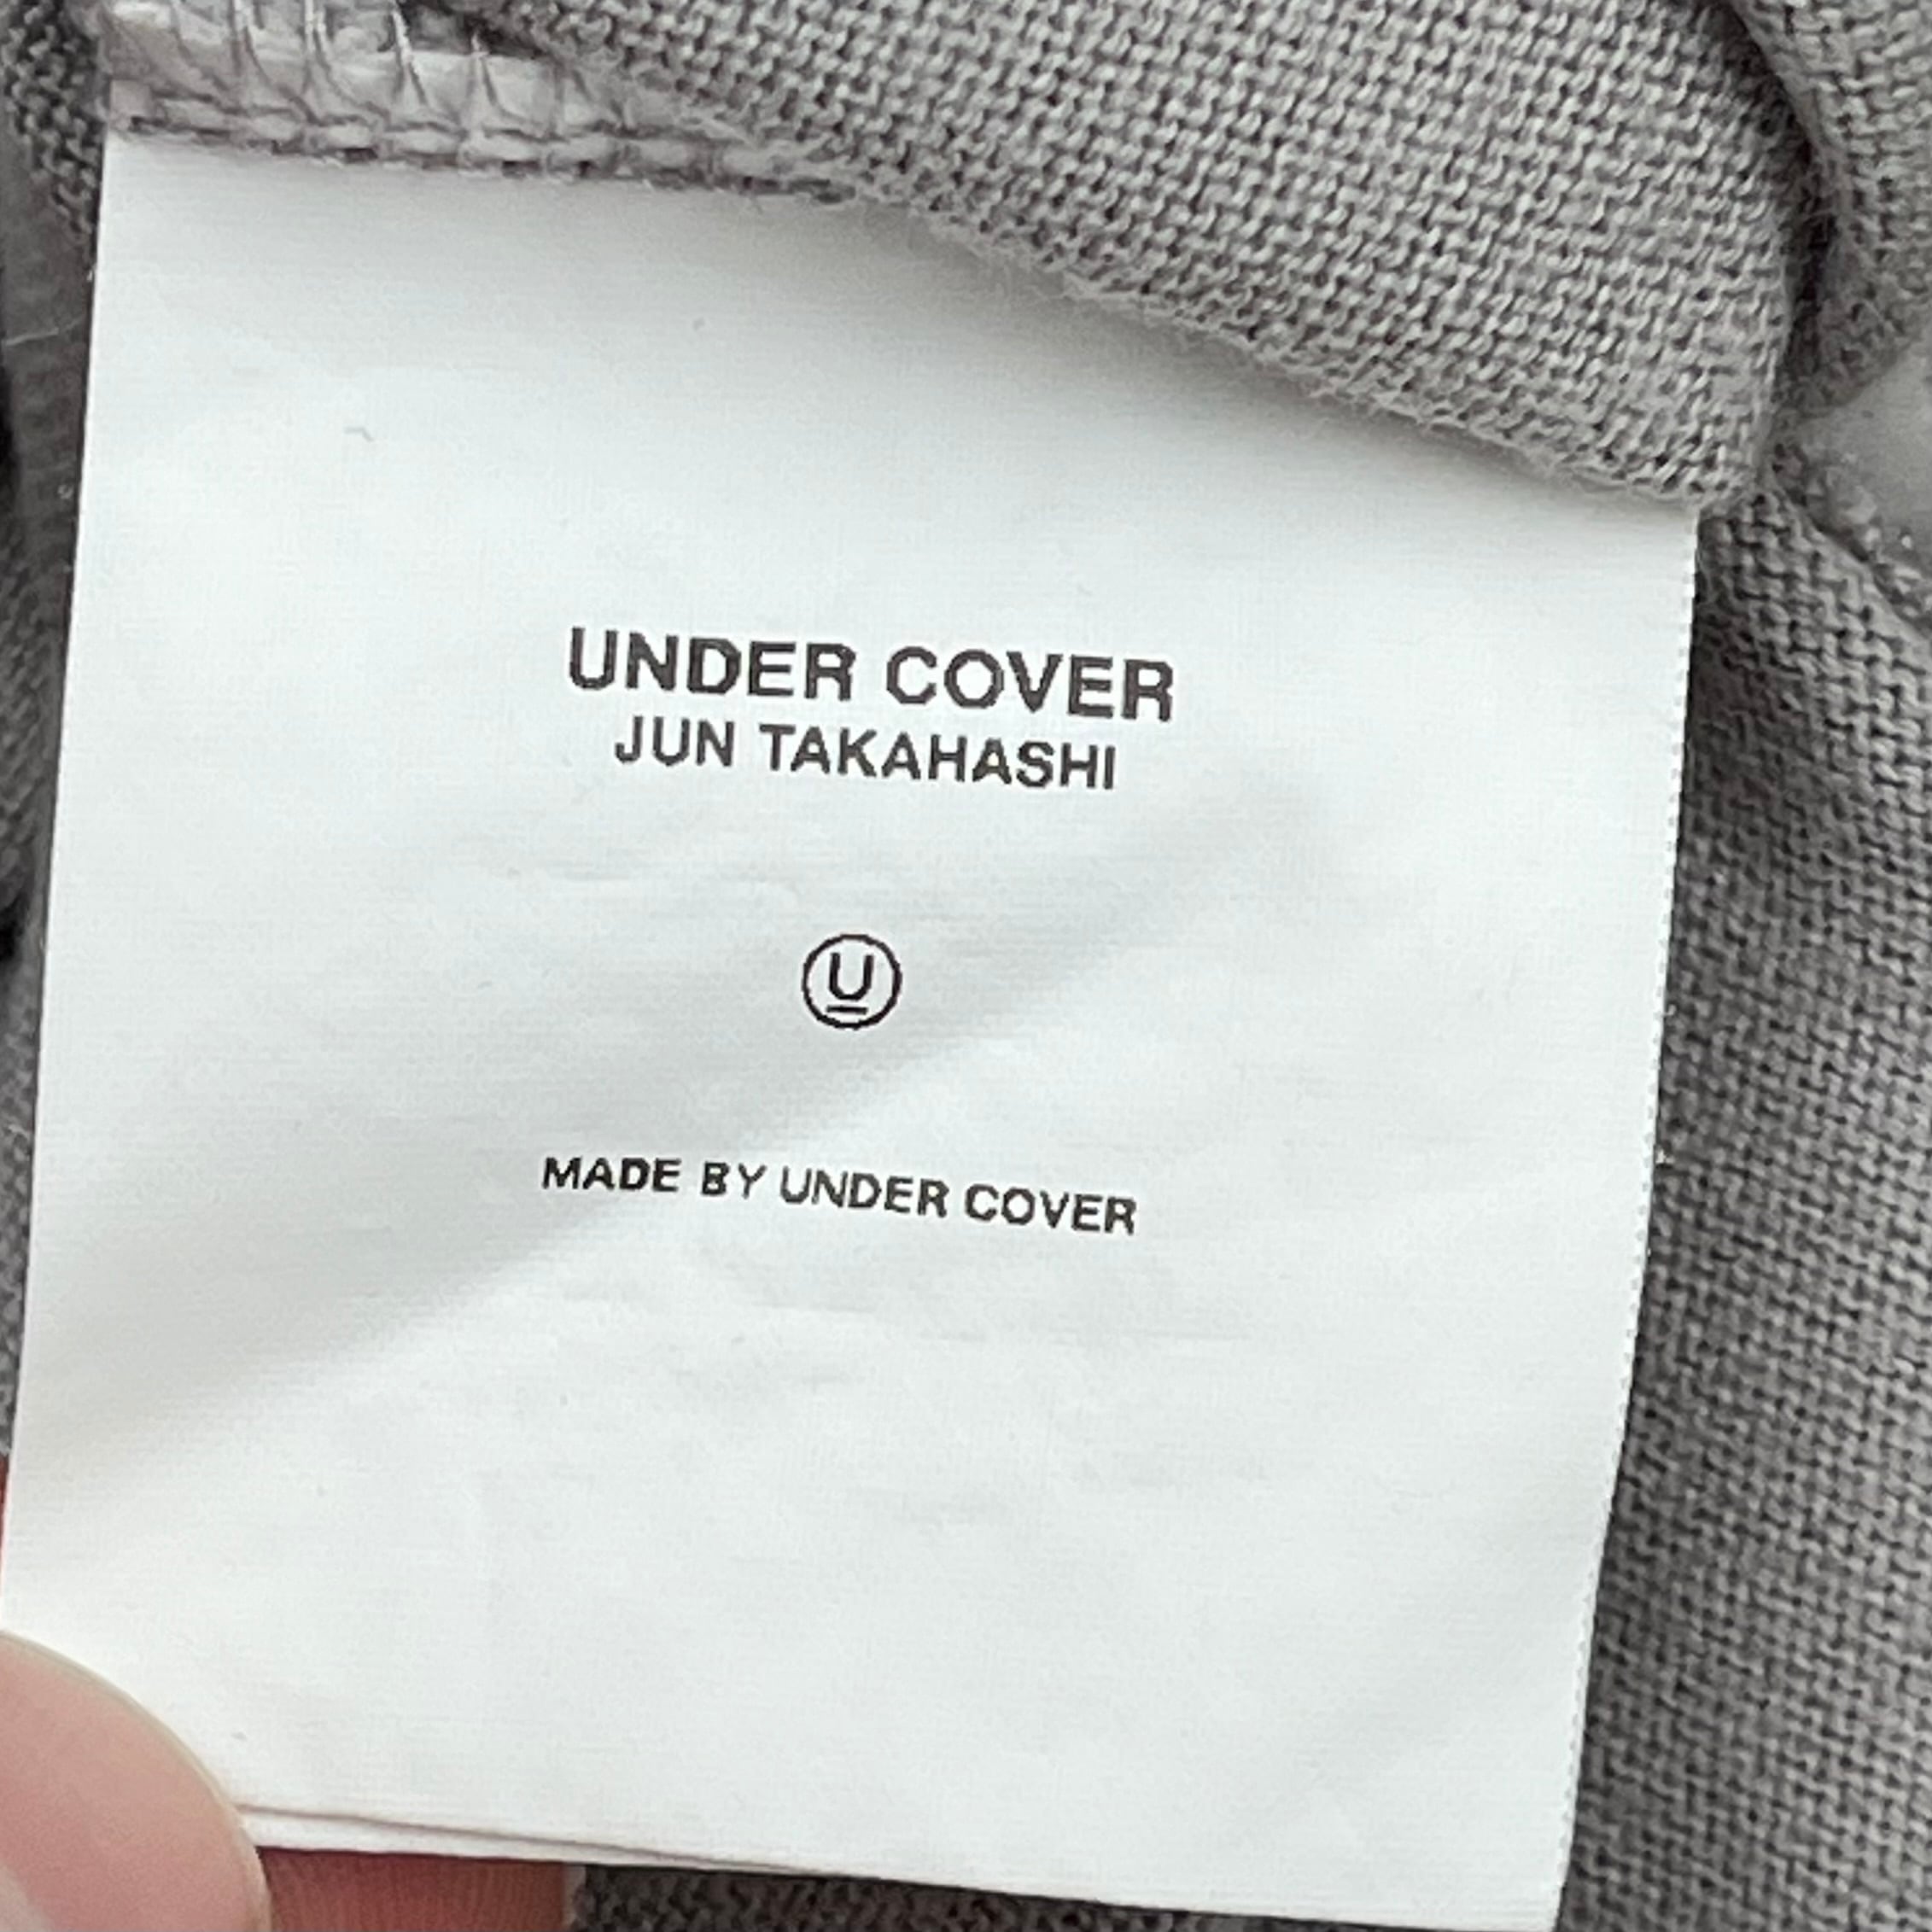 UNDER COVER
JUN TAKAHASHI
U
MADE BY UNDER COVER